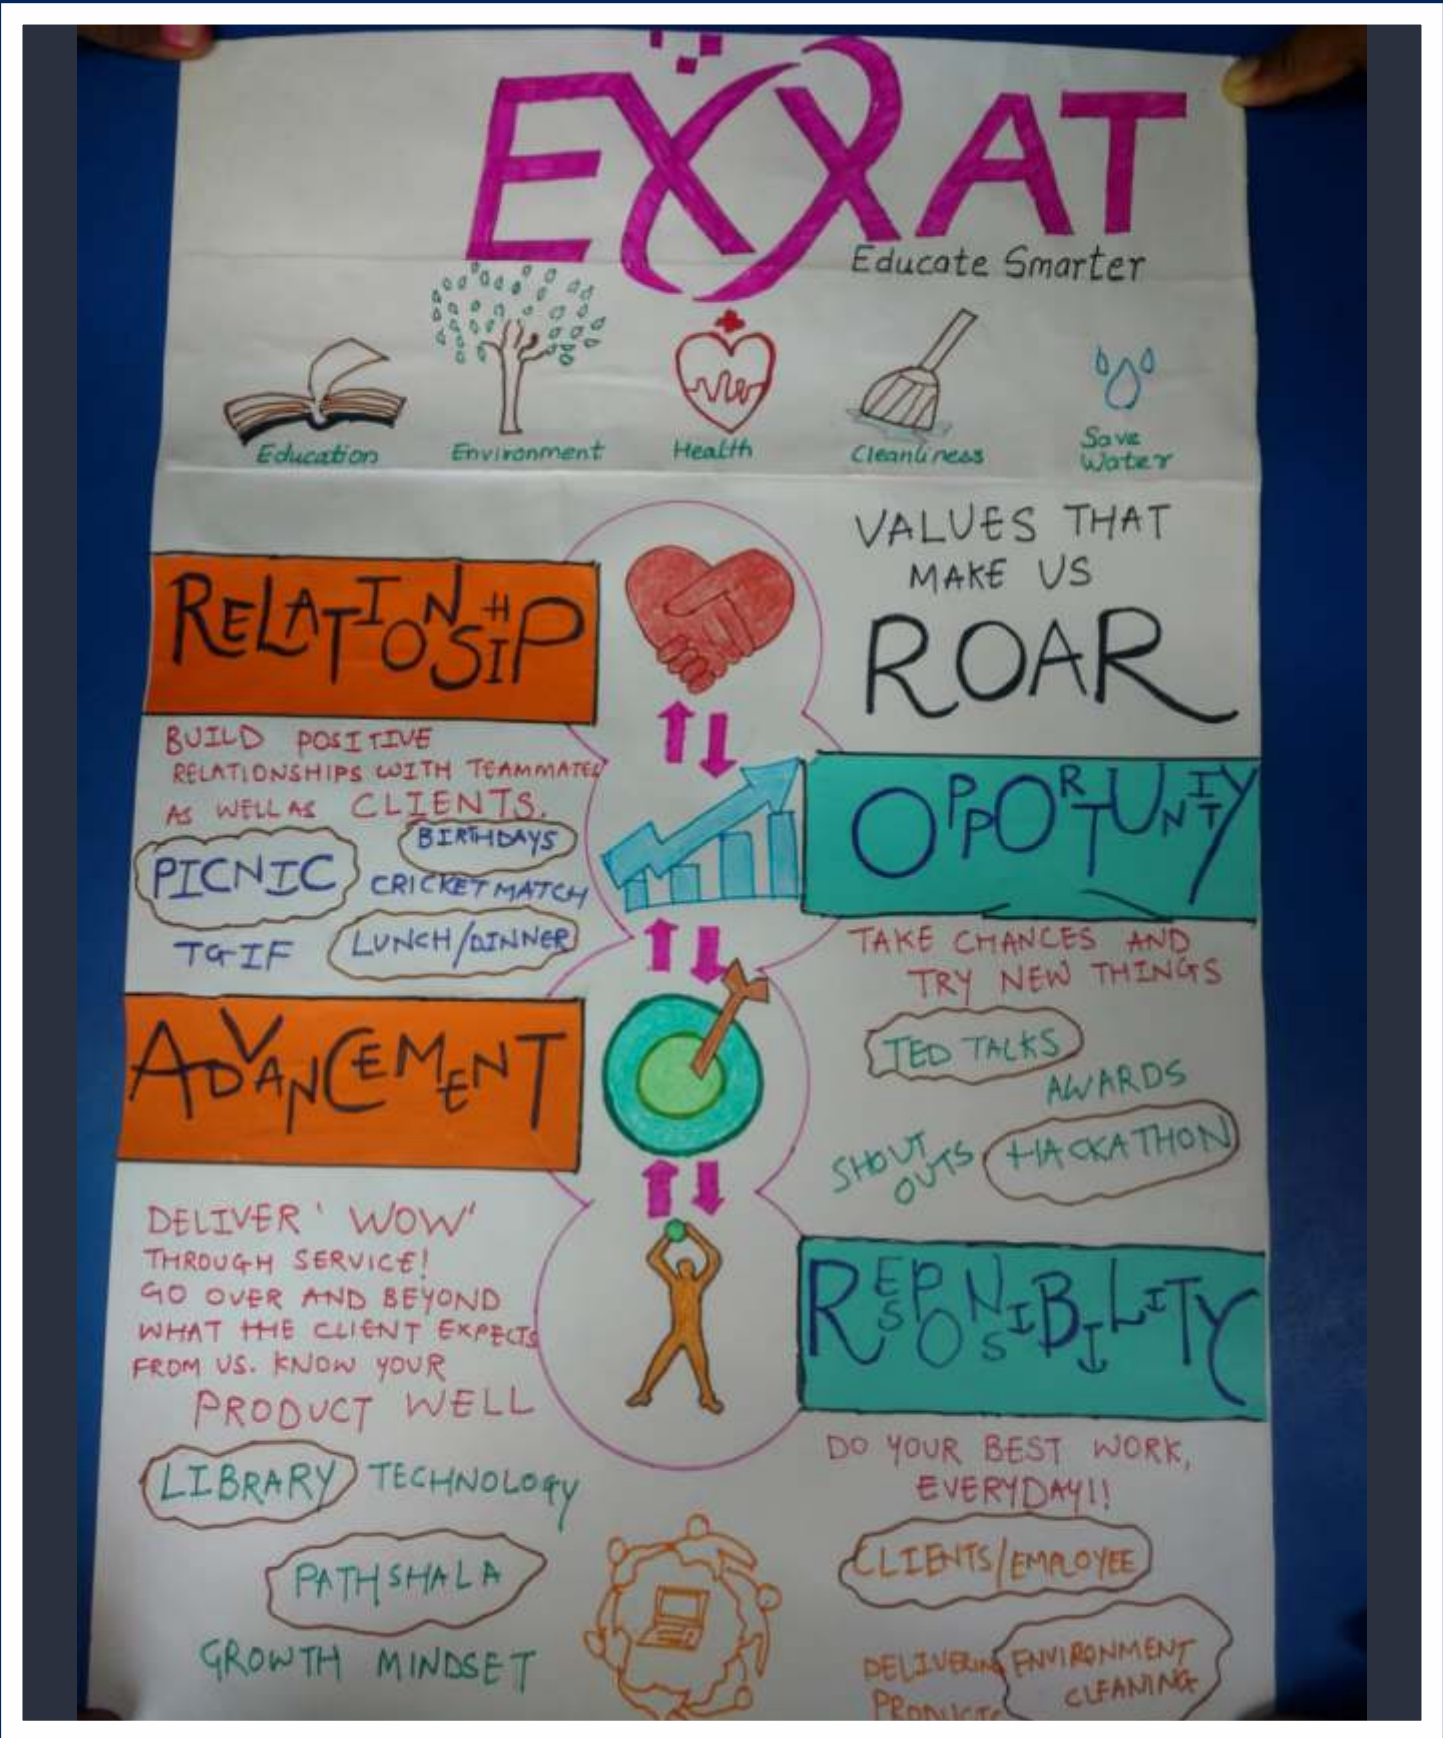 EXXAT
Educate Smarter
Education
Environment
Health
Cleanliness
Save
Water
VALUES THAT
MAKE US
ROAR
RELATIONSHIP
BUILD POSITIVE
RELATIONSHIPS WITH TEAMMATES
AS WELL AS CLIENTS.
PICNIC
BIRTHDAYS
CRICKET MATCH
TGIF
LUNCH/DINNER
OPPORTUNITY
TAKE CHANCES AND
TRY NEW THINGS
TED TALKS
AWARDS
SHOUT
OUTS
HACKATHON
ADVANCEMENT
DELIVER 'WOW'
THROUGH SERVICE!
GO OVER AND BEYOND
WHAT THE CLIENT EXPECTS
FROM US. KNOW YOUR
PRODUCT WELL
LIBRARY
TECHNOLOGY
PATHSHALA
GROWTH MINDSET
RESPONSIBILITY
DO YOUR BEST WORK,
EVERYDAY!!
CLIENTS/EMPLOYEE
DELIVERING
PRODUCTS
ENVIRONMENT
CLEANING